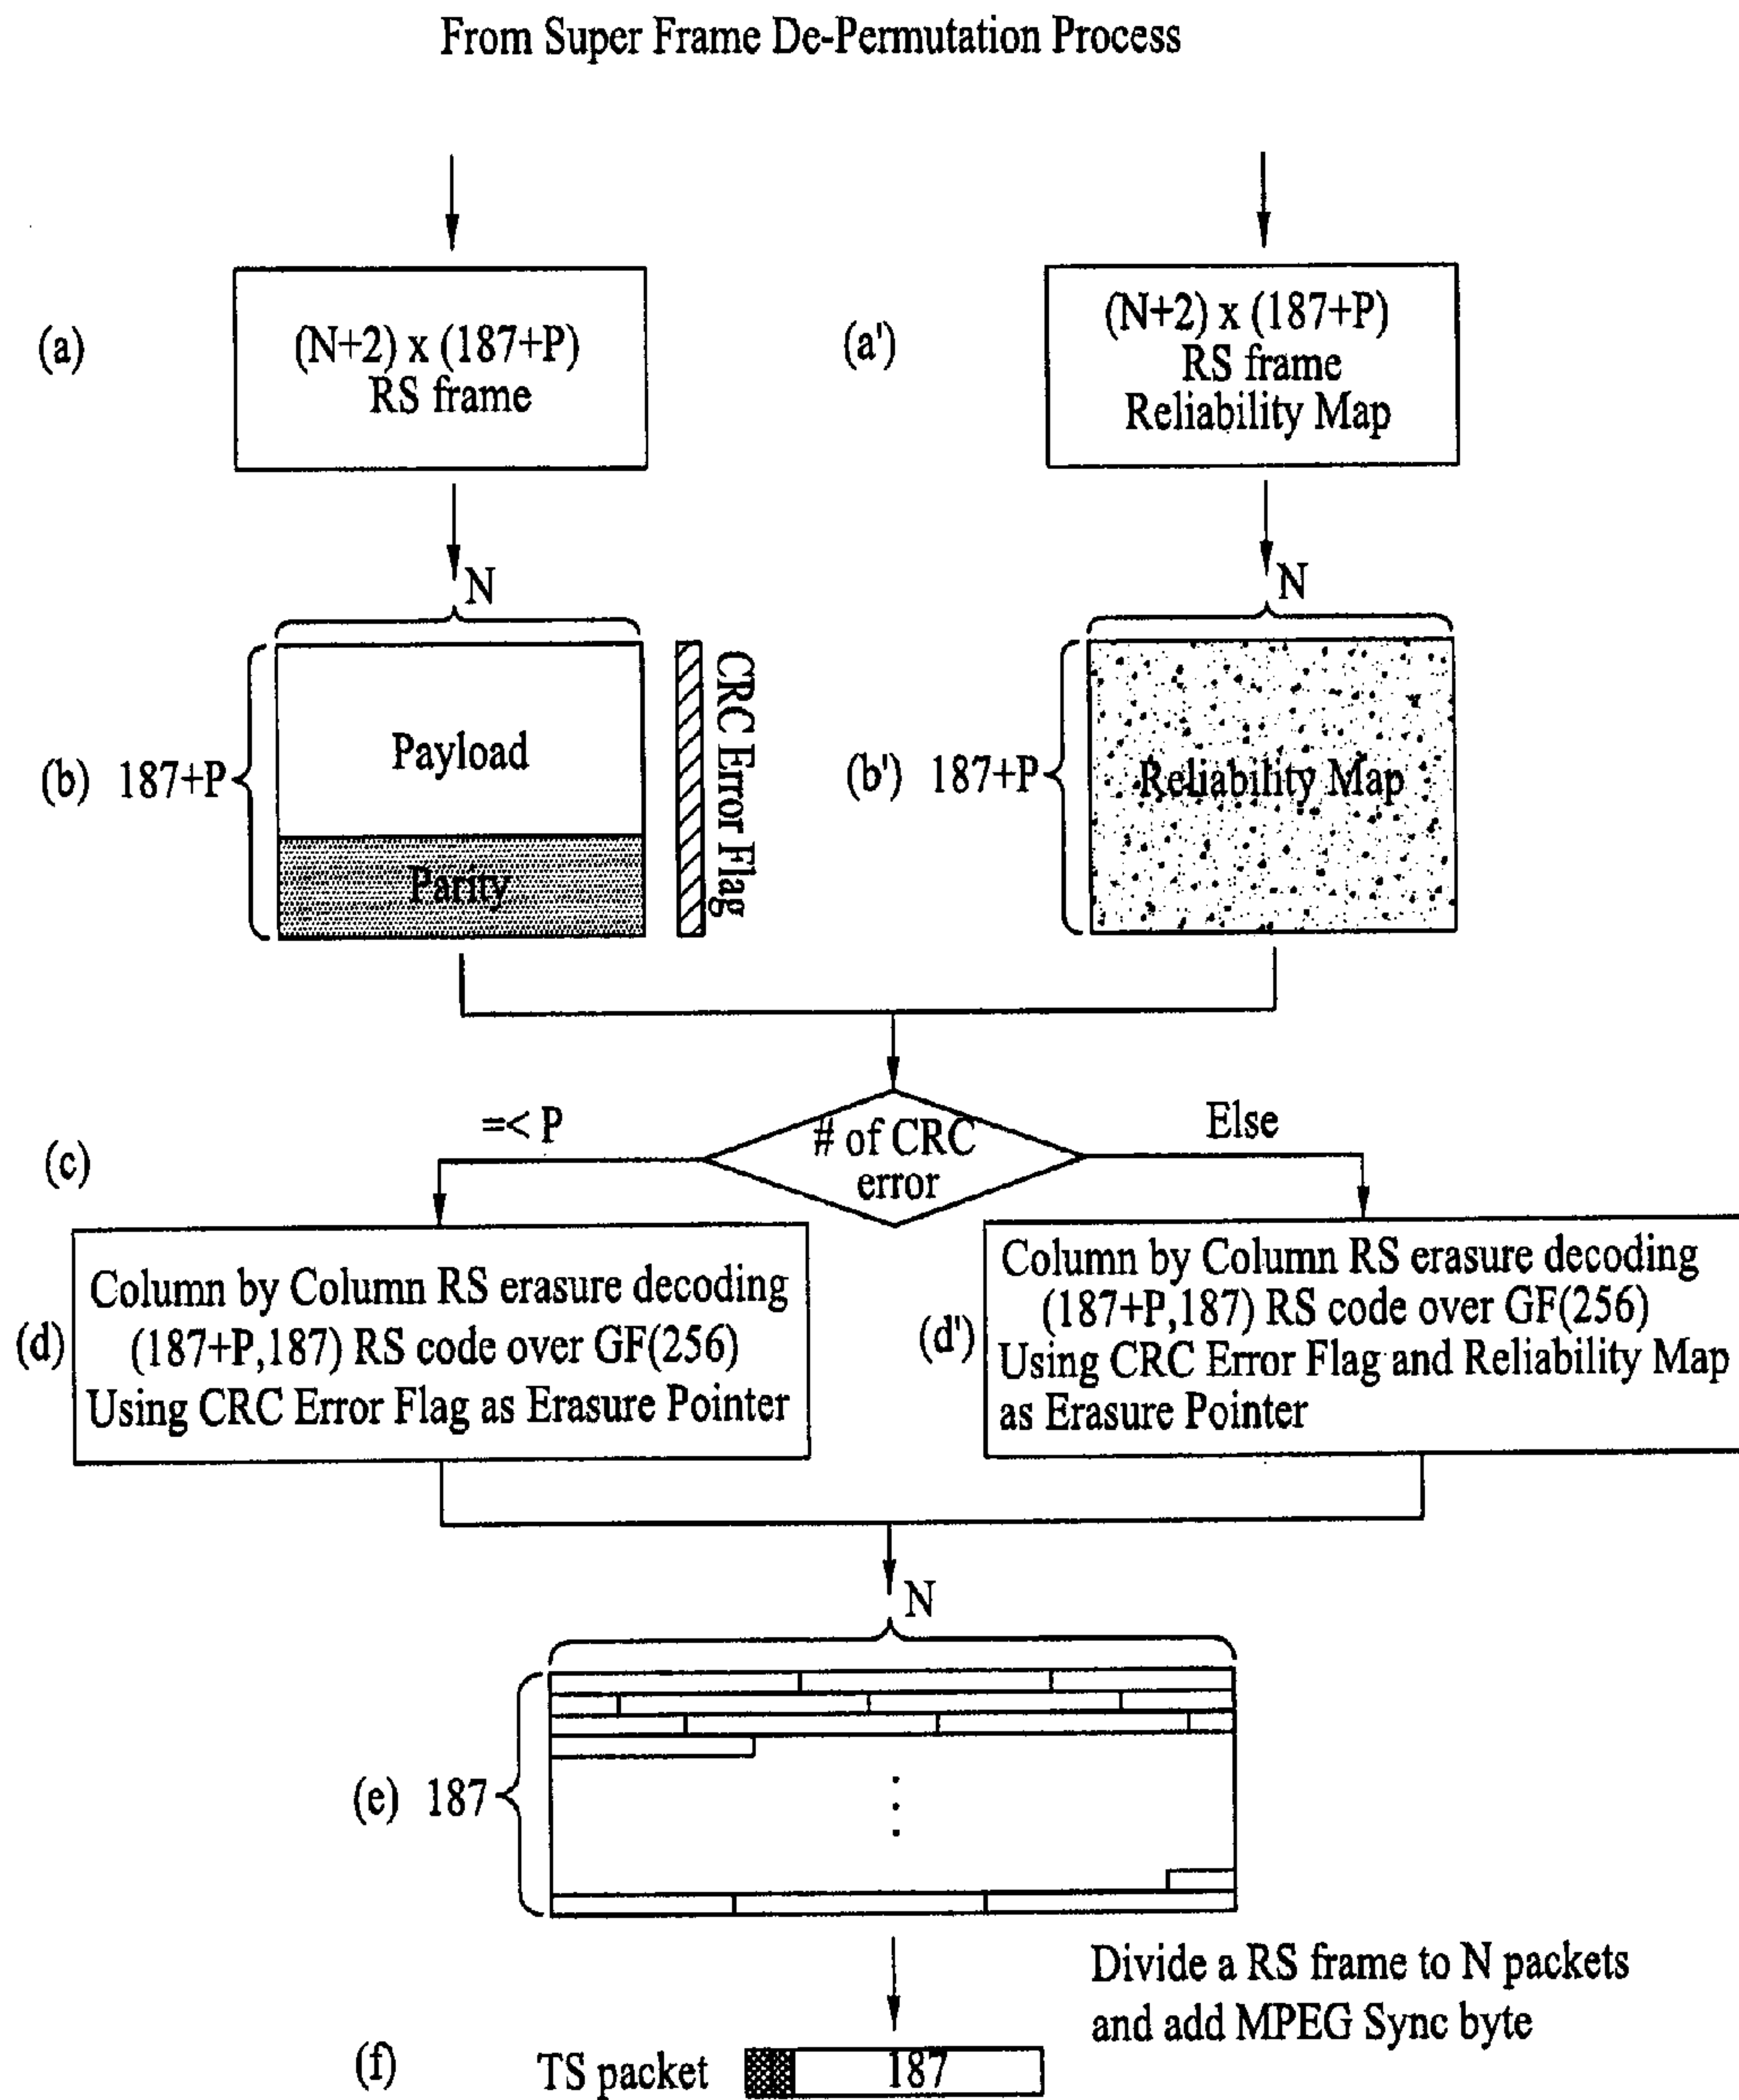 From Super Frame De-Permutation Process
(a)
(N+2) x (187+P)
RS frame
(a')
(N+2) x (187+P)
RS frame
Reliability Map
N
N
(b) 187+P
Payload
Parity
CRC Error Flag
(b') 187+P
Reliability Map
(c)
=< P
# of CRC
error
Else
(d)
Column by Column RS erasure decoding
(187+P,187) RS code over GF(256)
Using CRC Error Flag as Erasure Pointer
(d')
Column by Column RS erasure decoding
(187+P,187) RS code over GF(256)
Using CRC Error Flag and Reliability Map
as Erasure Pointer
N
(e) 187
Divide a RS frame to N packets
and add MPEG Sync byte
(f) TS packet 187